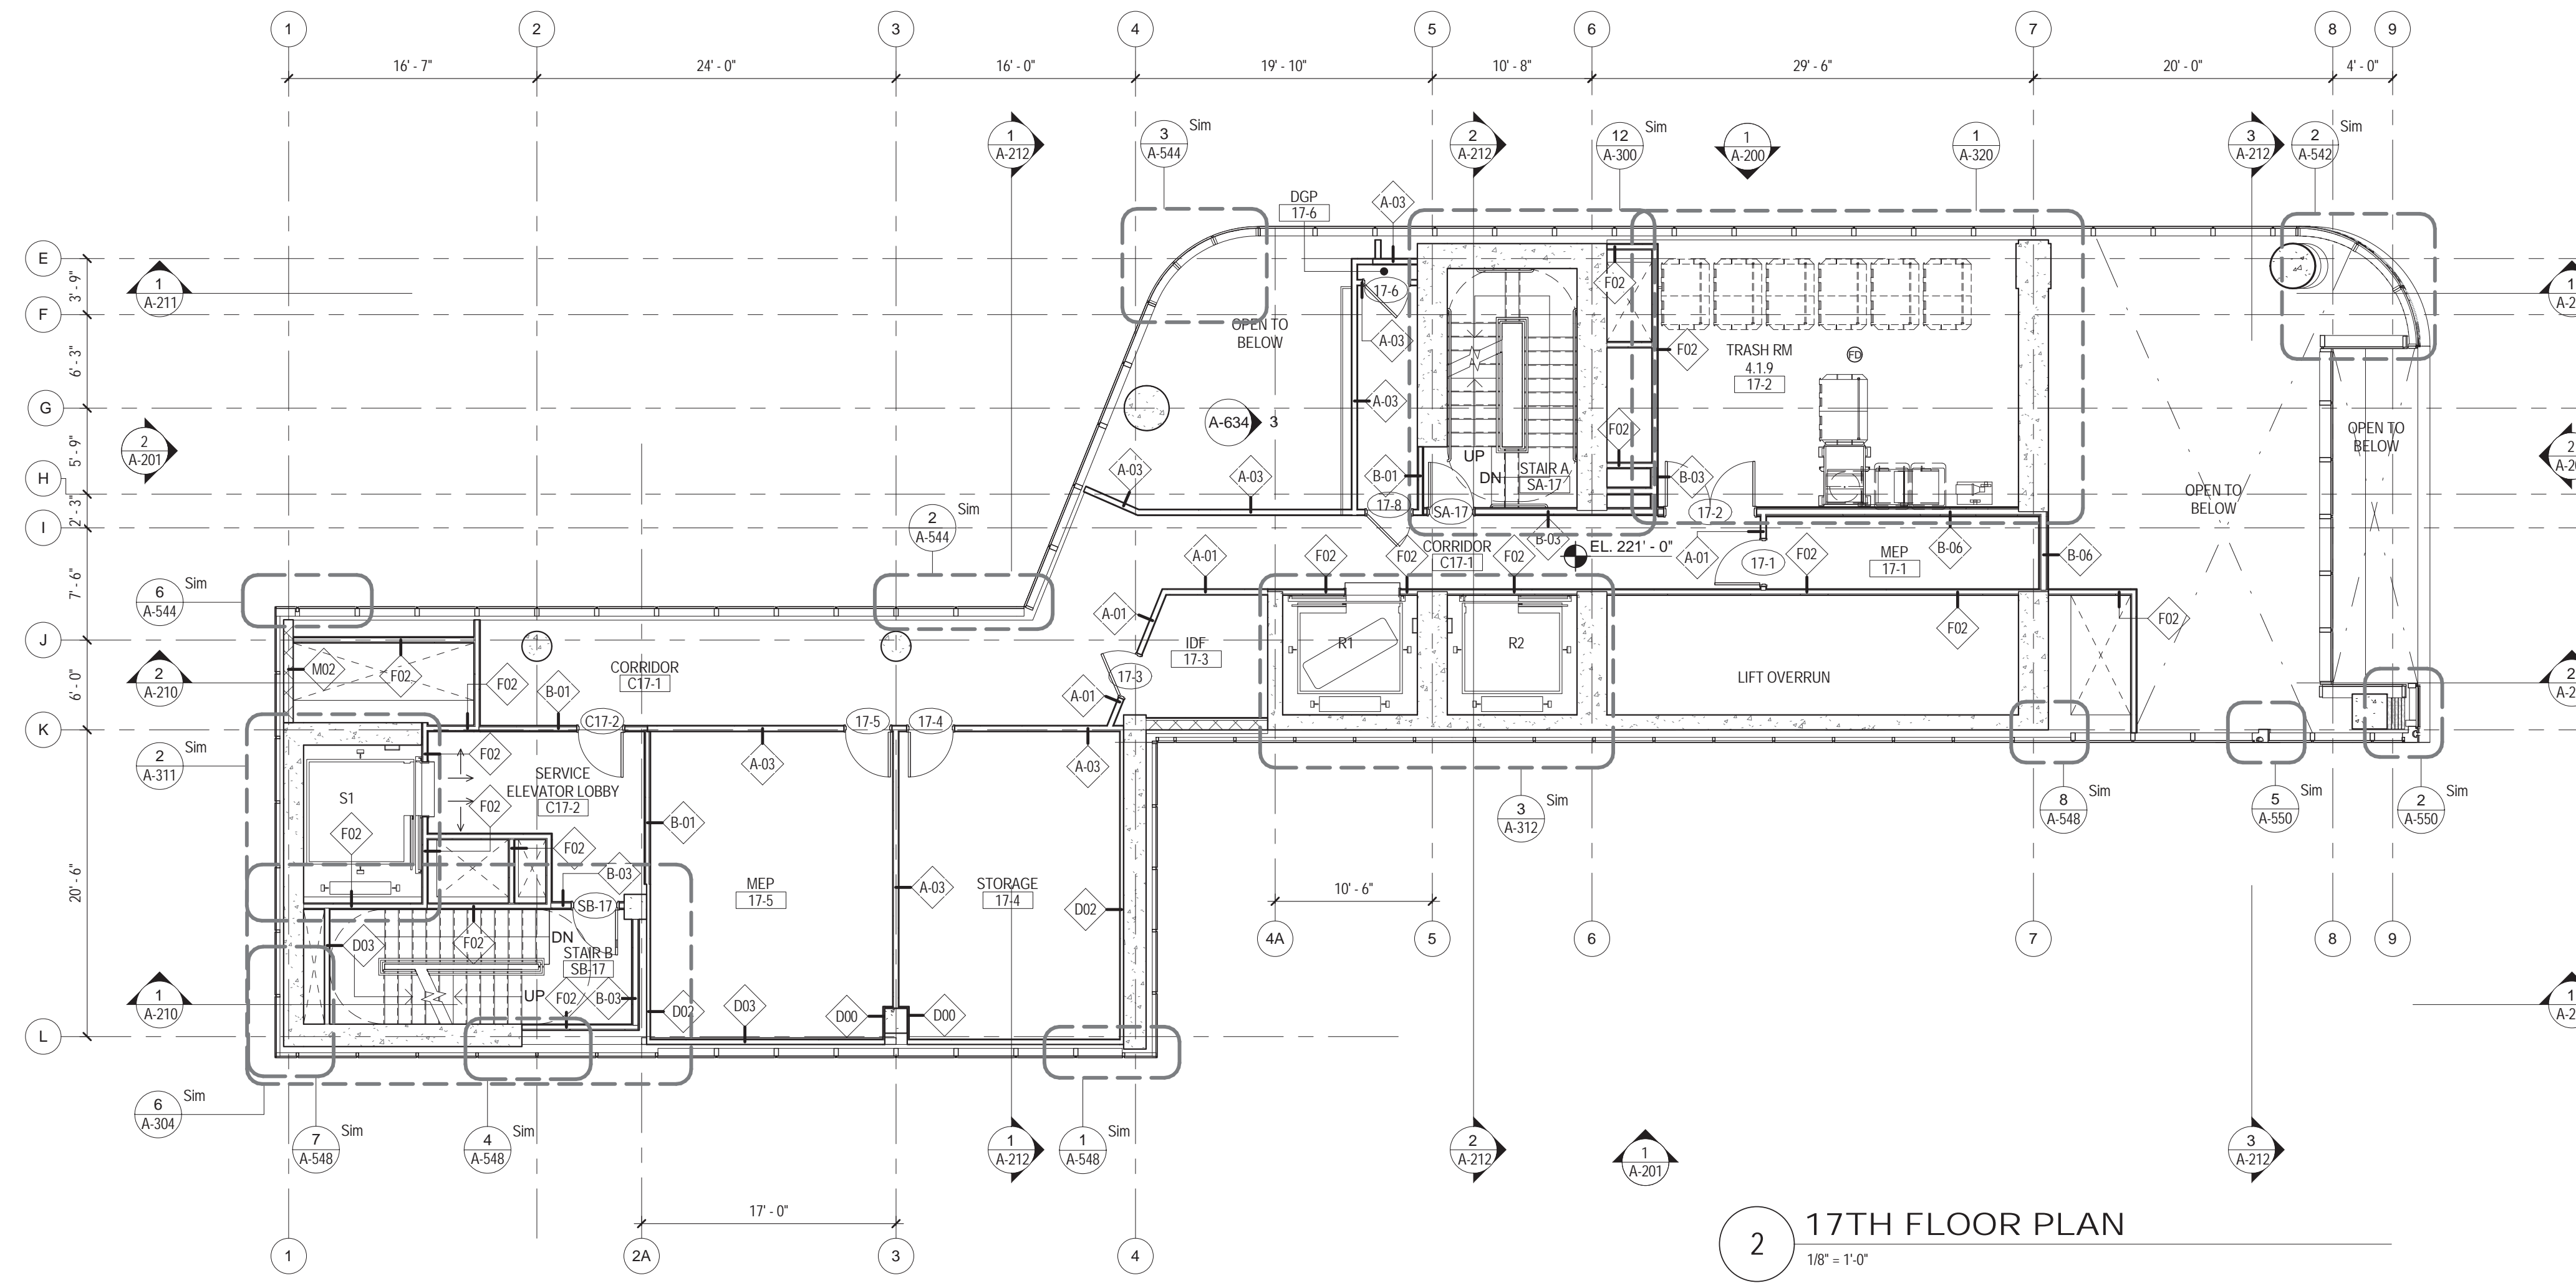 1
2
3
4
5
6
7
8
9
16' - 7"
24' - 0"
16' - 0"
19' - 10"
10' - 8"
29' - 6"
20' - 0"
4' - 0"
1
A-212
3
A-544
Sim
2
A-212
12
A-300
Sim
1
A-200
1
A-320
3
A-212
2
A-542
Sim
DGP
17-6
A-03
E
3' - 9"
F
6' - 3"
G
5' - 9"
H
2' - 3"
I
7' - 6"
J
6' - 0"
K
20' - 6"
L
1
A-211
17-6
F02
OPEN TO
BELOW
A-03
F02
TRASH RM
4.1.9
17-2
FD
A-03
A-634
3
F02
2
A-201
OPEN TO
BELOW
UP
DN
STAIR A
SA-17
A-03
A-03
B-01
B-03
OPEN TO
BELOW
17-8
SA-17
17-2
2
A-544
Sim
B-03
EL. 221' - 0"
A-01
F02
F02
CORRIDOR
C17-1
F02
A-01
17-1
F02
MEP
17-1
B-06
B-06
6
A-544
Sim
A-01
F02
F02
IDF
17-3
R1
R2
LIFT OVERRUN
M02
F02
F02
B-01
CORRIDOR
C17-1
17-3
A-01
2
A-210
C17-2
17-5
17-4
2
A-311
Sim
F02
A-03
A-03
SERVICE
ELEVATOR LOBBY
C17-2
S1
F02
F02
F02
B-01
B-03
3
A-312
Sim
8
A-548
Sim
5
A-550
Sim
2
A-550
Sim
MEP
17-5
A-03
STORAGE
17-4
D02
SB-17
10' - 6"
4A
5
6
7
8
9
D03
F02
DN
STAIR B
SB-17
UP
F02
B-03
D02
D03
D00
D00
1
A-210
6
A-304
Sim
7
A-548
Sim
4
A-548
Sim
1
A-212
1
A-548
Sim
2
A-212
1
A-201
3
A-212
17' - 0"
1
2A
3
4
2
17TH FLOOR PLAN
1/8" = 1'-0"